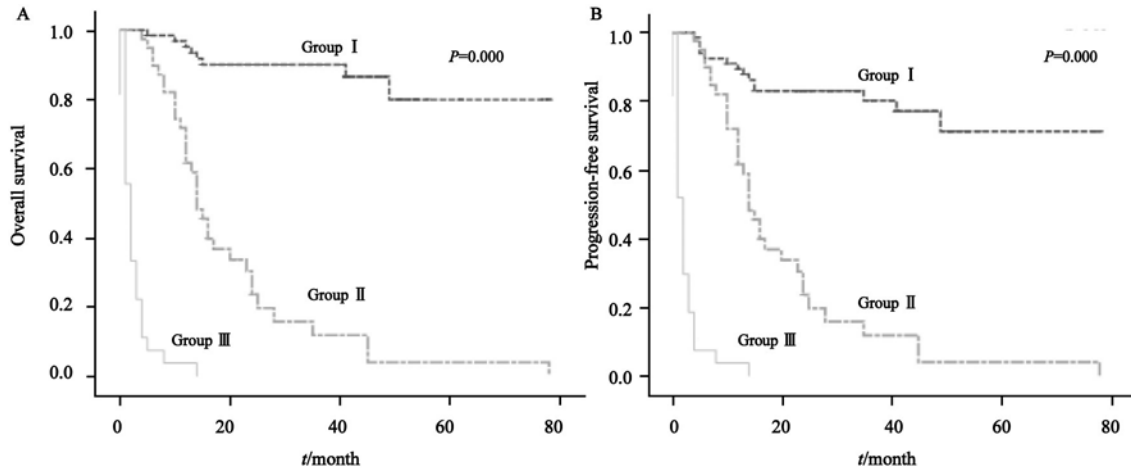 A
Overall survival
1.0
0.8
0.6
0.4
0.2
0.0
Group Ⅰ
P=0.000
Group Ⅱ
Group Ⅲ
0 20 40 60 80
t/month
B
Progression-free survival
1.0
0.8
0.6
0.4
0.2
0.0
P=0.000
Group Ⅰ
Group Ⅱ
Group Ⅲ
0 20 40 60 80
t/month